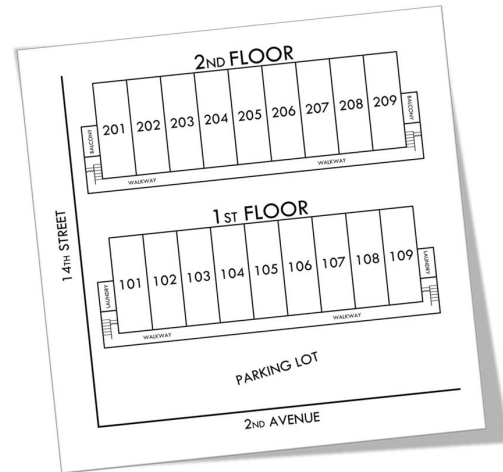 2ND FLOOR
201 202 203 204 205 206 207 208 209
BALCONY
BALCONY
WALKWAY
WALKWAY
1ST FLOOR
101 102 103 104 105 106 107 108 109
LAUNDRY
LAUNDRY
WALKWAY
WALKWAY
14TH STREET
PARKING LOT
2ND AVENUE